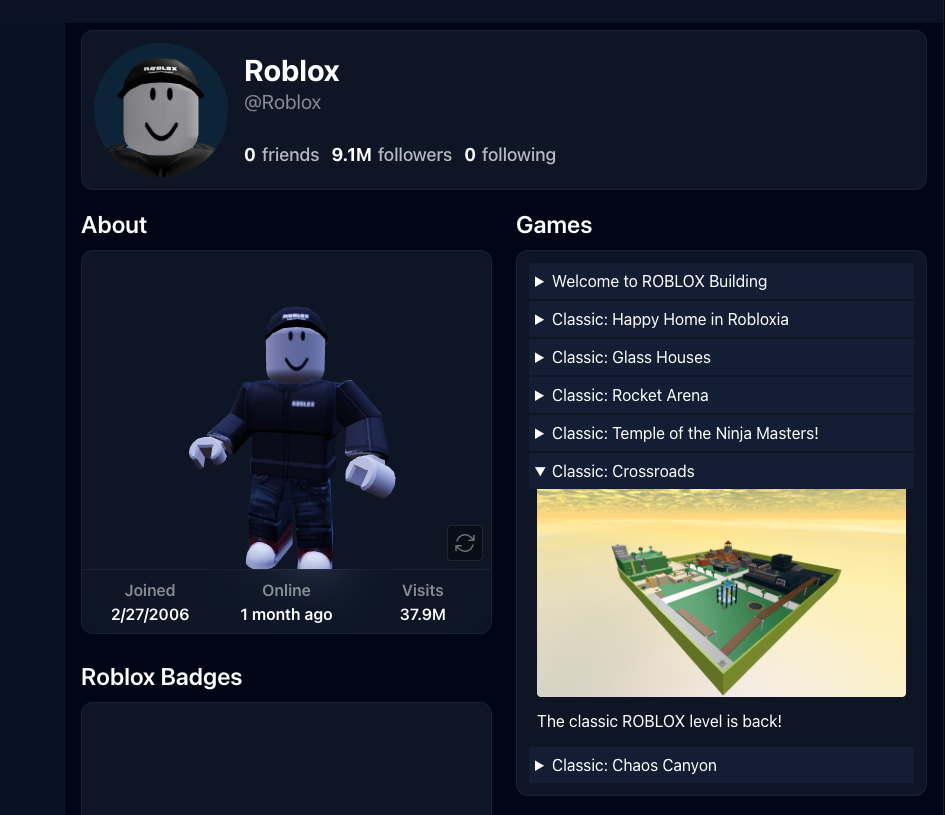 Roblox
@Roblox
0 friends 9.1M followers 0 following
About
ROBLOX
Joined
2/27/2006
Online
1 month ago
Visits
37.9M
Roblox Badges
Games
Welcome to ROBLOX Building
Classic: Happy Home in Robloxia
Classic: Glass Houses
Classic: Rocket Arena
Classic: Temple of the Ninja Masters!
Classic: Crossroads
The classic ROBLOX level is back!
Classic: Chaos Canyon